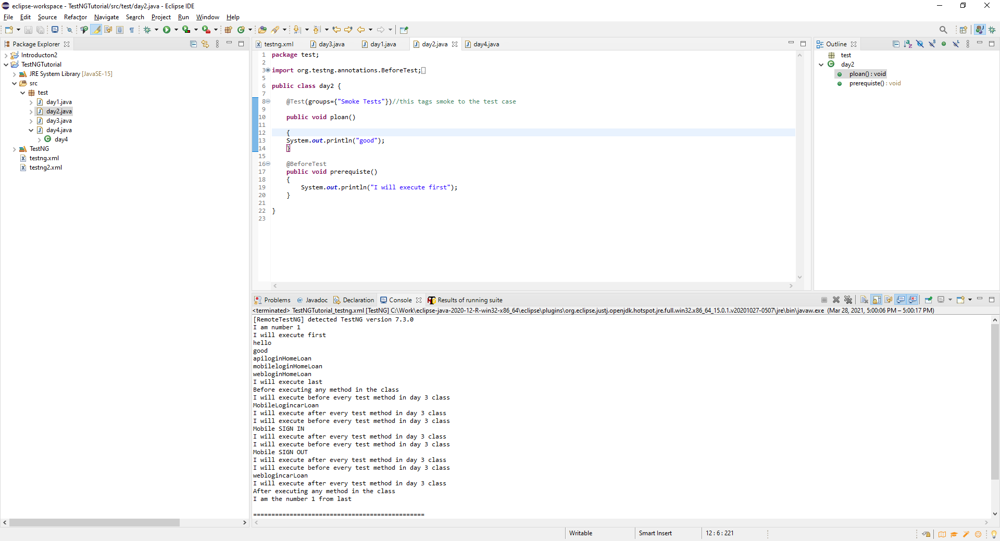 eclipse-workspace - TestNGTutorial/src/test/day2.java - Eclipse IDE
File Edit Source Refactor Navigate Search Project Run Window Help
Package Explorer
Introducton2
TestNGTutorial
JRE System Library [JavaSE-15]
src
test
day1.java
day2.java
day3.java
day4.java
day4
TestNG
testng.xml
testng2.xml
testng.xml day3.java day1.java day2.java day4.java
1 package test;
2
3 import org.testng.annotations.BeforeTest;
5
6 public class day2 {
7
8 @Test(groups={"Smoke Tests"})//this tags smoke to the test case
9
10 public void ploan()
11
12 {
13 System.out.println("good");
14 }
15
16 @BeforeTest
17 public void prerequiste()
18 {
19 System.out.println("I will execute first");
20 }
21
22 }
23
Outline
test
day2
ploan() : void
prerequiste() : void
Problems @ Javadoc Declaration Console Results of running suite
<terminated> TestNGTutorial_testng.xml [TestNG] C:\Work\eclipse-java-2020-12-R-win32-x86_64\eclipse\plugins\org.eclipse.justj.openjdk.hotspot.jre.full.win32.x86_64_15.0.1.v20201027-0507\jre\bin\javaw.exe (Mar 28, 2021, 5:00:06 PM – 5:00:17 PM)
[RemoteTestNG] detected TestNG version 7.3.0
I am number 1
I will execute first
hello
good
apiloginHomeLoan
mobileloginHomeLoan
webloginHomeLoan
I will execute last
Before executing any method in the class
I will execute before every test method in day 3 class
MobileLogincarLoan
I will execute after every test method in day 3 class
I will execute before every test method in day 3 class
Mobile SIGN IN
I will execute after every test method in day 3 class
I will execute before every test method in day 3 class
Mobile SIGN OUT
I will execute after every test method in day 3 class
I will execute before every test method in day 3 class
weblogincarLoan
I will execute after every test method in day 3 class
After executing any method in the class
I am the number 1 from last
===============================================
Writable Smart Insert 12 : 6 : 221